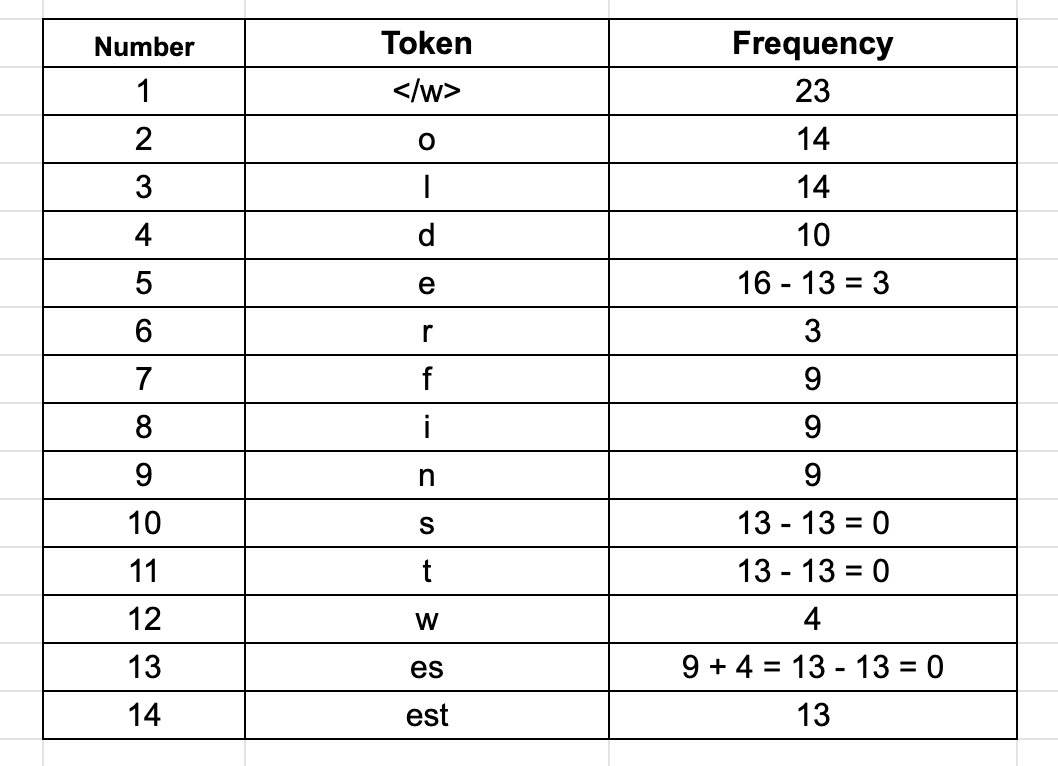 Number Token Frequency
1 </w> 23
2 o 14
3 l 14
4 d 10
5 e 16 - 13 = 3
6 r 3
7 f 9
8 i 9
9 n 9
10 s 13 - 13 = 0
11 t 13 - 13 = 0
12 w 4
13 es 9 + 4 = 13 - 13 = 0
14 est 13